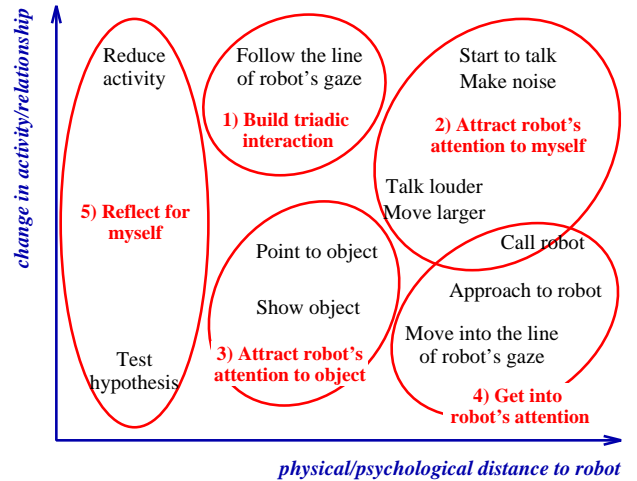 change in activity/relationship
Reduce
activity
5) Reflect for
myself
Test
hypothesis
Follow the line
of robot's gaze
1) Build triadic
interaction
Start to talk
Make noise
2) Attract robot's
attention to myself
Talk louder
Move larger
Call robot
Point to object
Show object
3) Attract robot's
attention to object
Approach to robot
Move into the line
of robot's gaze
4) Get into
robot's attention
physical/psychological distance to robot